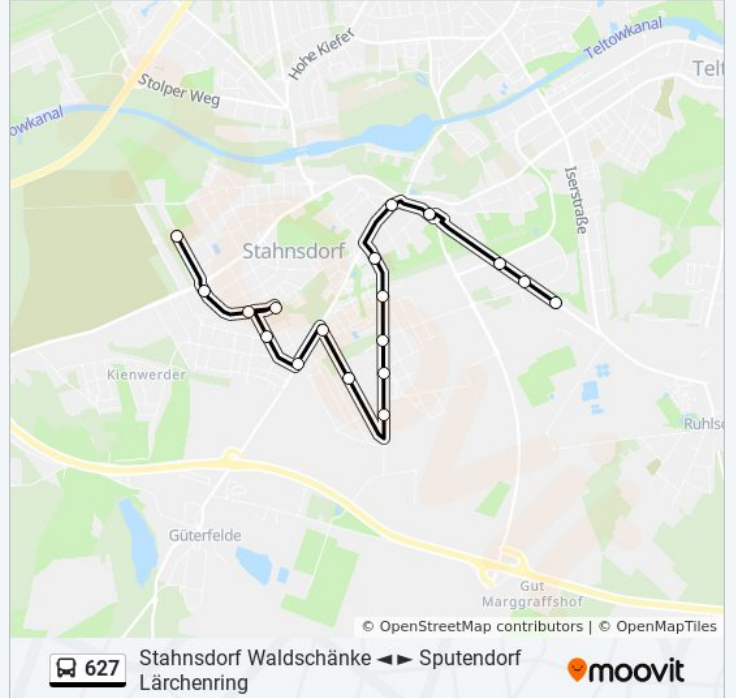 Hohe Kiefer
Teltowkanal
Telt
Stolper Weg
owkanal
Iserstraße
Stahnsdorf
Kienwerder
Ruhlsd
Güterfelde
Gut
Marggraffshof
© OpenStreetMap contributors | © OpenMapTiles
627
Stahnsdorf Waldschänke ◄► Sputendorf
Lärchenring
moovit